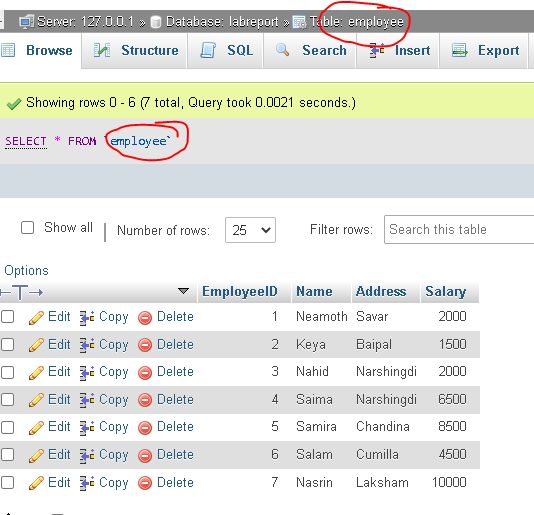 Server: 127.0.0.1 » Database: labreport » Table: employee
Browse Structure SQL Search Insert Export
Showing rows 0 - 6 (7 total, Query took 0.0021 seconds.)
SELECT * FROM `employee`
Show all | Number of rows: 25 Filter rows: Search this table
Options
←T→ EmployeeID Name Address Salary
Edit Copy Delete 1 Neamoth Savar 2000
Edit Copy Delete 2 Keya Baipal 1500
Edit Copy Delete 3 Nahid Narshingdi 2000
Edit Copy Delete 4 Saima Narshingdi 6500
Edit Copy Delete 5 Samira Chandina 8500
Edit Copy Delete 6 Salam Cumilla 4500
Edit Copy Delete 7 Nasrin Laksham 10000